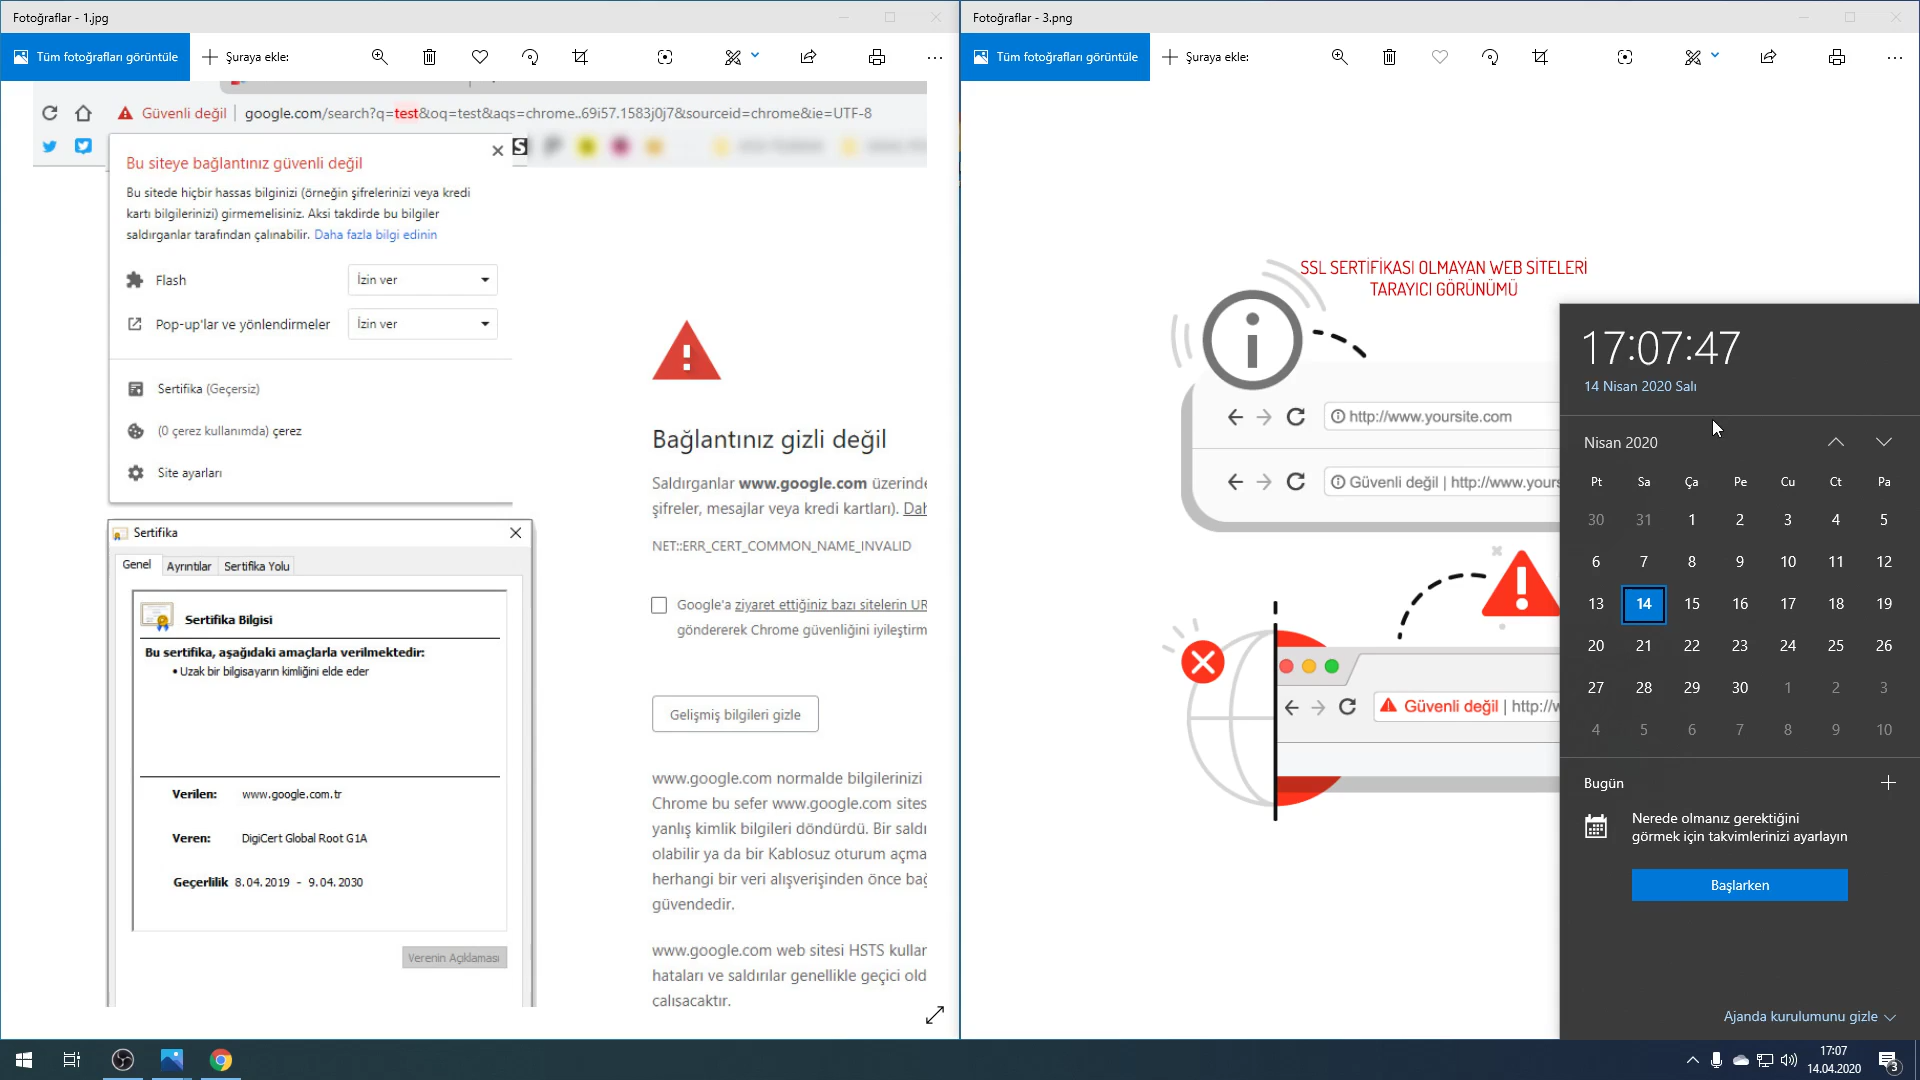 Fotoğraflar - 1.jpg
Tüm fotoğrafları görüntüle
Şuraya ekle:
Güvenli değil
google.com/search?q=test&oq=test&aqs=chrome..69i57.1583j0j7&sourceid=chrome&ie=UTF-8
Bu siteye bağlantınız güvenli değil
Bu sitede hiçbir hassas bilginizi (örneğin şifrelerinizi veya kredi
kartı bilgilerinizi) girmemelisiniz. Aksi takdirde bu bilgiler
saldırganlar tarafından çalınabilir. Daha fazla bilgi edinin
Flash
İzin ver
Pop-up'lar ve yönlendirmeler
İzin ver
Sertifika (Geçersiz)
(0 çerez kullanımda) çerez
Site ayarları
Sertifika
Genel
Ayrıntılar
Sertifika Yolu
Sertifika Bilgisi
Bu sertifika, aşağıdaki amaçlarla verilmektedir:
• Uzak bir bilgisayarın kimliğini elde eder
Verilen: www.google.com.tr
Veren: DigiCert Global Root G1A
Geçerlilik 8.04.2019 - 9.04.2030
Verenin Açıklaması
Bağlantınız gizli değil
Saldırganlar www.google.com üzerinde
şifreler, mesajlar veya kredi kartları). Dah
NET::ERR_CERT_COMMON_NAME_INVALID
Google'a ziyaret ettiğiniz bazı sitelerin UR
göndererek Chrome güvenliğini iyileştirm
Gelişmiş bilgileri gizle
www.google.com normalde bilgilerinizi
Chrome bu sefer www.google.com sites
yanlış kimlik bilgileri döndürdü. Bir saldı
olabilir ya da bir Kablosuz oturum açma
herhangi bir veri alışverişinden önce bağ
güvendedir.
www.google.com web sitesi HSTS kullar
hataları ve saldırılar genellikle geçici old
çalışacaktır.
Fotoğraflar - 3.png
Tüm fotoğrafları görüntüle
Şuraya ekle:
SSL SERTİFİKASI OLMAYAN WEB SİTELERİ
TARAYICI GÖRÜNÜMÜ
http://www.yoursite.com
Güvenli değil | http://www.yours
Güvenli değil | http://w
17:07:47
14 Nisan 2020 Salı
Nisan 2020
Pt Sa Ça Pe Cu Ct Pa
30 31 1 2 3 4 5
6 7 8 9 10 11 12
13 14 15 16 17 18 19
20 21 22 23 24 25 26
27 28 29 30 1 2 3
4 5 6 7 8 9 10
Bugün
Nerede olmanız gerektiğini
görmek için takvimlerinizi ayarlayın
Başlarken
Ajanda kurulumunu gizle
17:07
14.04.2020
3